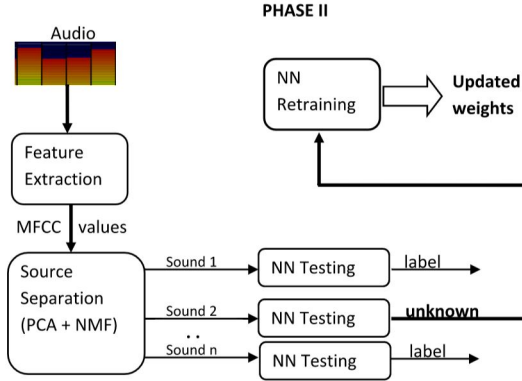 PHASE II
Audio
NN
Retraining
Updated
weights
Feature
Extraction
MFCC values
Source
Separation
(PCA + NMF)
Sound 1
NN Testing
label
Sound 2
NN Testing
unknown
..
Sound n
NN Testing
label